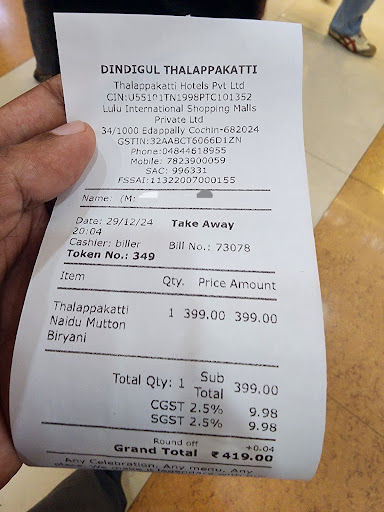 DINDIGUL THALAPPAKATTI
Thalappakatti Hotels Pvt Ltd
CIN:U55101TN1998PTC101352
Lulu International Shopping Malls
Private Ltd
34/1000 Edappally Cochin-682024
GSTIN:32AABCT6066D1ZN
Phone:04844618955
Mobile: 7823900059
SAC: 996331
FSSAI:11322007000155
Name: (M:
Date: 29/12/24 Take Away
20:04
Cashier: biller Bill No.: 73078
Token No.: 349
Item Qty. Price Amount
Thalappakatti 1 399.00 399.00
Naidu Mutton
Biryani
Total Qty: 1 Sub Total 399.00
CGST 2.5% 9.98
SGST 2.5% 9.98
Round off +0.04
Grand Total ₹ 419.00
Any Celebration, Any menu, Any